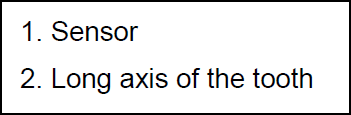 1. Sensor
2. Long axis of the tooth